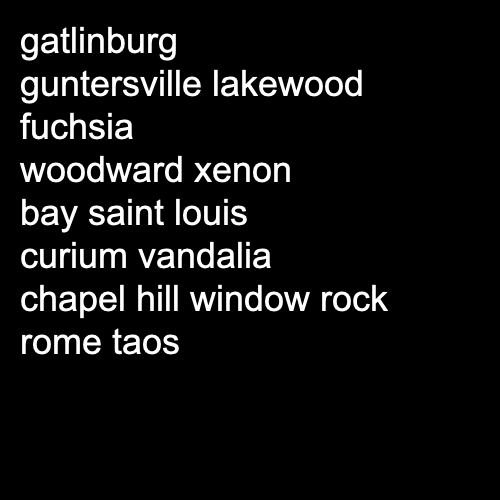 gatlinburg
guntersville lakewood
fuchsia
woodward xenon
bay saint louis
curium vandalia
chapel hill window rock
rome taos